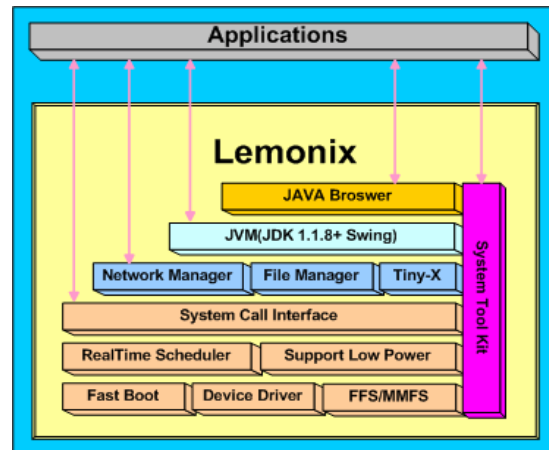 Applications
Lemonix
JAVA Broswer
JVM(JDK 1.1.8+ Swing)
Network Manager
File Manager
Tiny-X
System Call Interface
RealTime Scheduler
Support Low Power
Fast Boot
Device Driver
FFS/MMFS
System Tool Kit